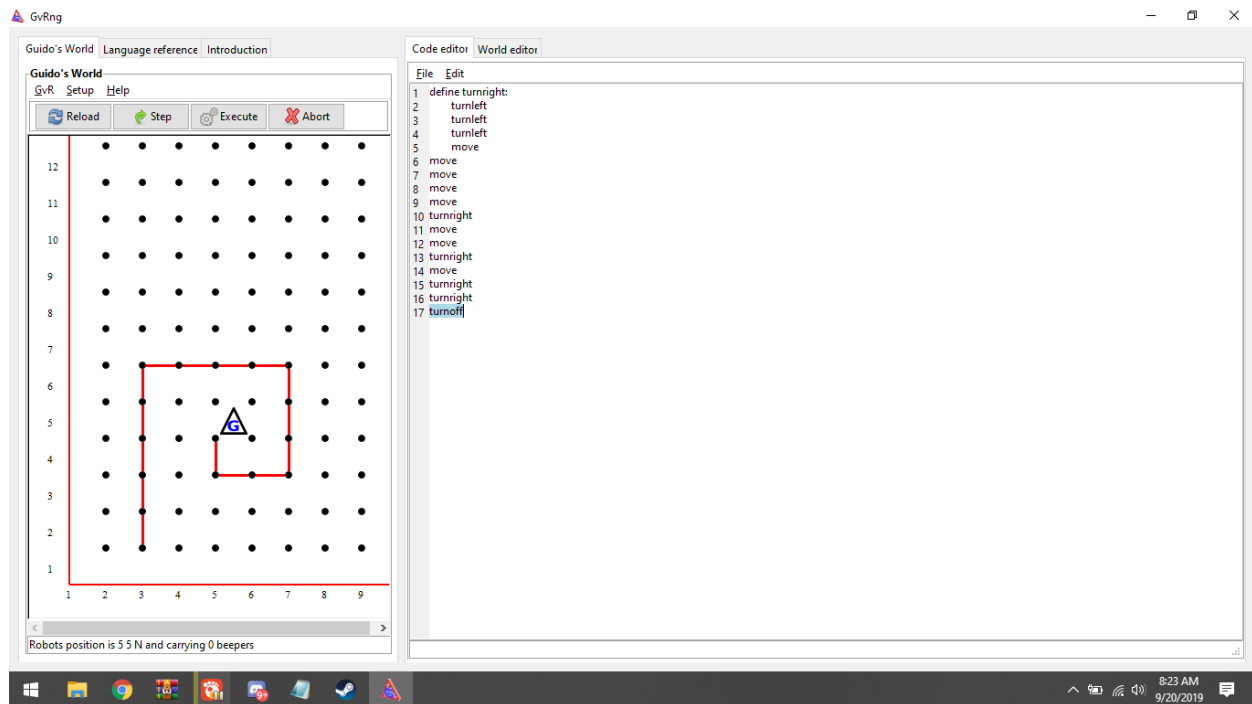 GvRng
Guido's World Language reference Introduction
Guido's World
GvR Setup Help
Reload Step Execute Abort
12
11
10
9
8
7
6
5
4
3
2
1
G
1 2 3 4 5 6 7 8 9
Robots position is 5 5 N and carrying 0 beepers
Code editor World editor
File Edit
1 define turnright:
2 turnleft
3 turnleft
4 turnleft
5 move
6 move
7 move
8 move
9 move
10 turnright
11 move
12 move
13 turnright
14 move
15 turnright
16 turnright
17 turnoff
9+
8:23 AM
9/20/2019